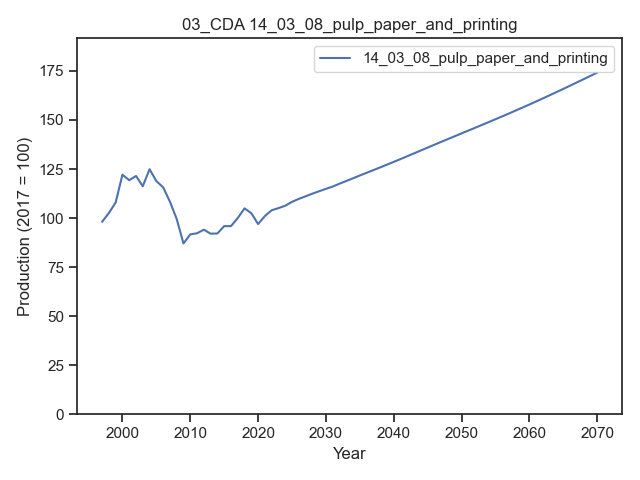 03_CDA 14_03_08_pulp_paper_and_printing
14_03_08_pulp_paper_and_printing
175
150
125
100
75
50
25
0
Production (2017 = 100)
2000 2010 2020 2030 2040 2050 2060 2070
Year